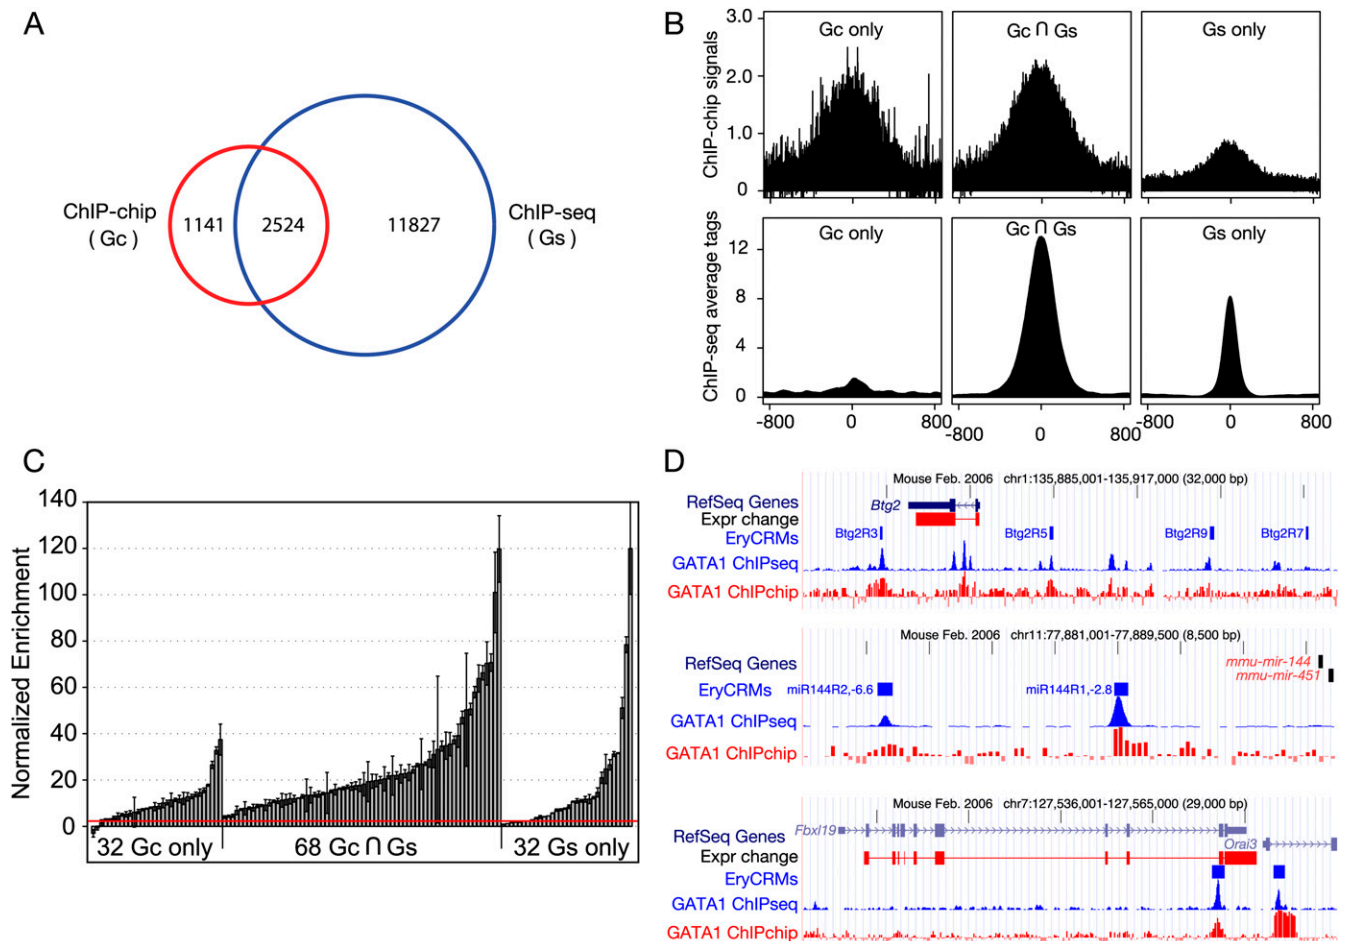 A
ChIP-chip
( Gc )
1141
2524
11827
ChIP-seq
( Gs )
B
ChIP-chip signals
3.0
2.0
1.0
0
Gc only
Gc ∩ Gs
Gs only
ChIP-seq average tags
12
8
4
0
Gc only
Gc ∩ Gs
Gs only
-800 0 800
-800 0 800
-800 0 800
C
Normalized Enrichment
140
120
100
80
60
40
20
0
32 Gc only
68 Gc ∩ Gs
32 Gs only
D
Mouse Feb. 2006 chr1:135,885,001-135,917,000 (32,000 bp)
RefSeq Genes
Btg2
Expr change
EryCRMs
Btg2R3
Btg2R5
Btg2R9
Btg2R7
GATA1 ChIPseq
GATA1 ChIPchip
Mouse Feb. 2006 chr11:77,881,001-77,889,500 (8,500 bp)
RefSeq Genes
mmu-mir-144
mmu-mir-451
EryCRMs
miR144R2,-6.6
miR144R1,-2.8
GATA1 ChIPseq
GATA1 ChIPchip
Mouse Feb. 2006 chr7:127,536,001-127,565,000 (29,000 bp)
Fbxl19
RefSeq Genes
Orai3
Expr change
EryCRMs
GATA1 ChIPseq
GATA1 ChIPchip